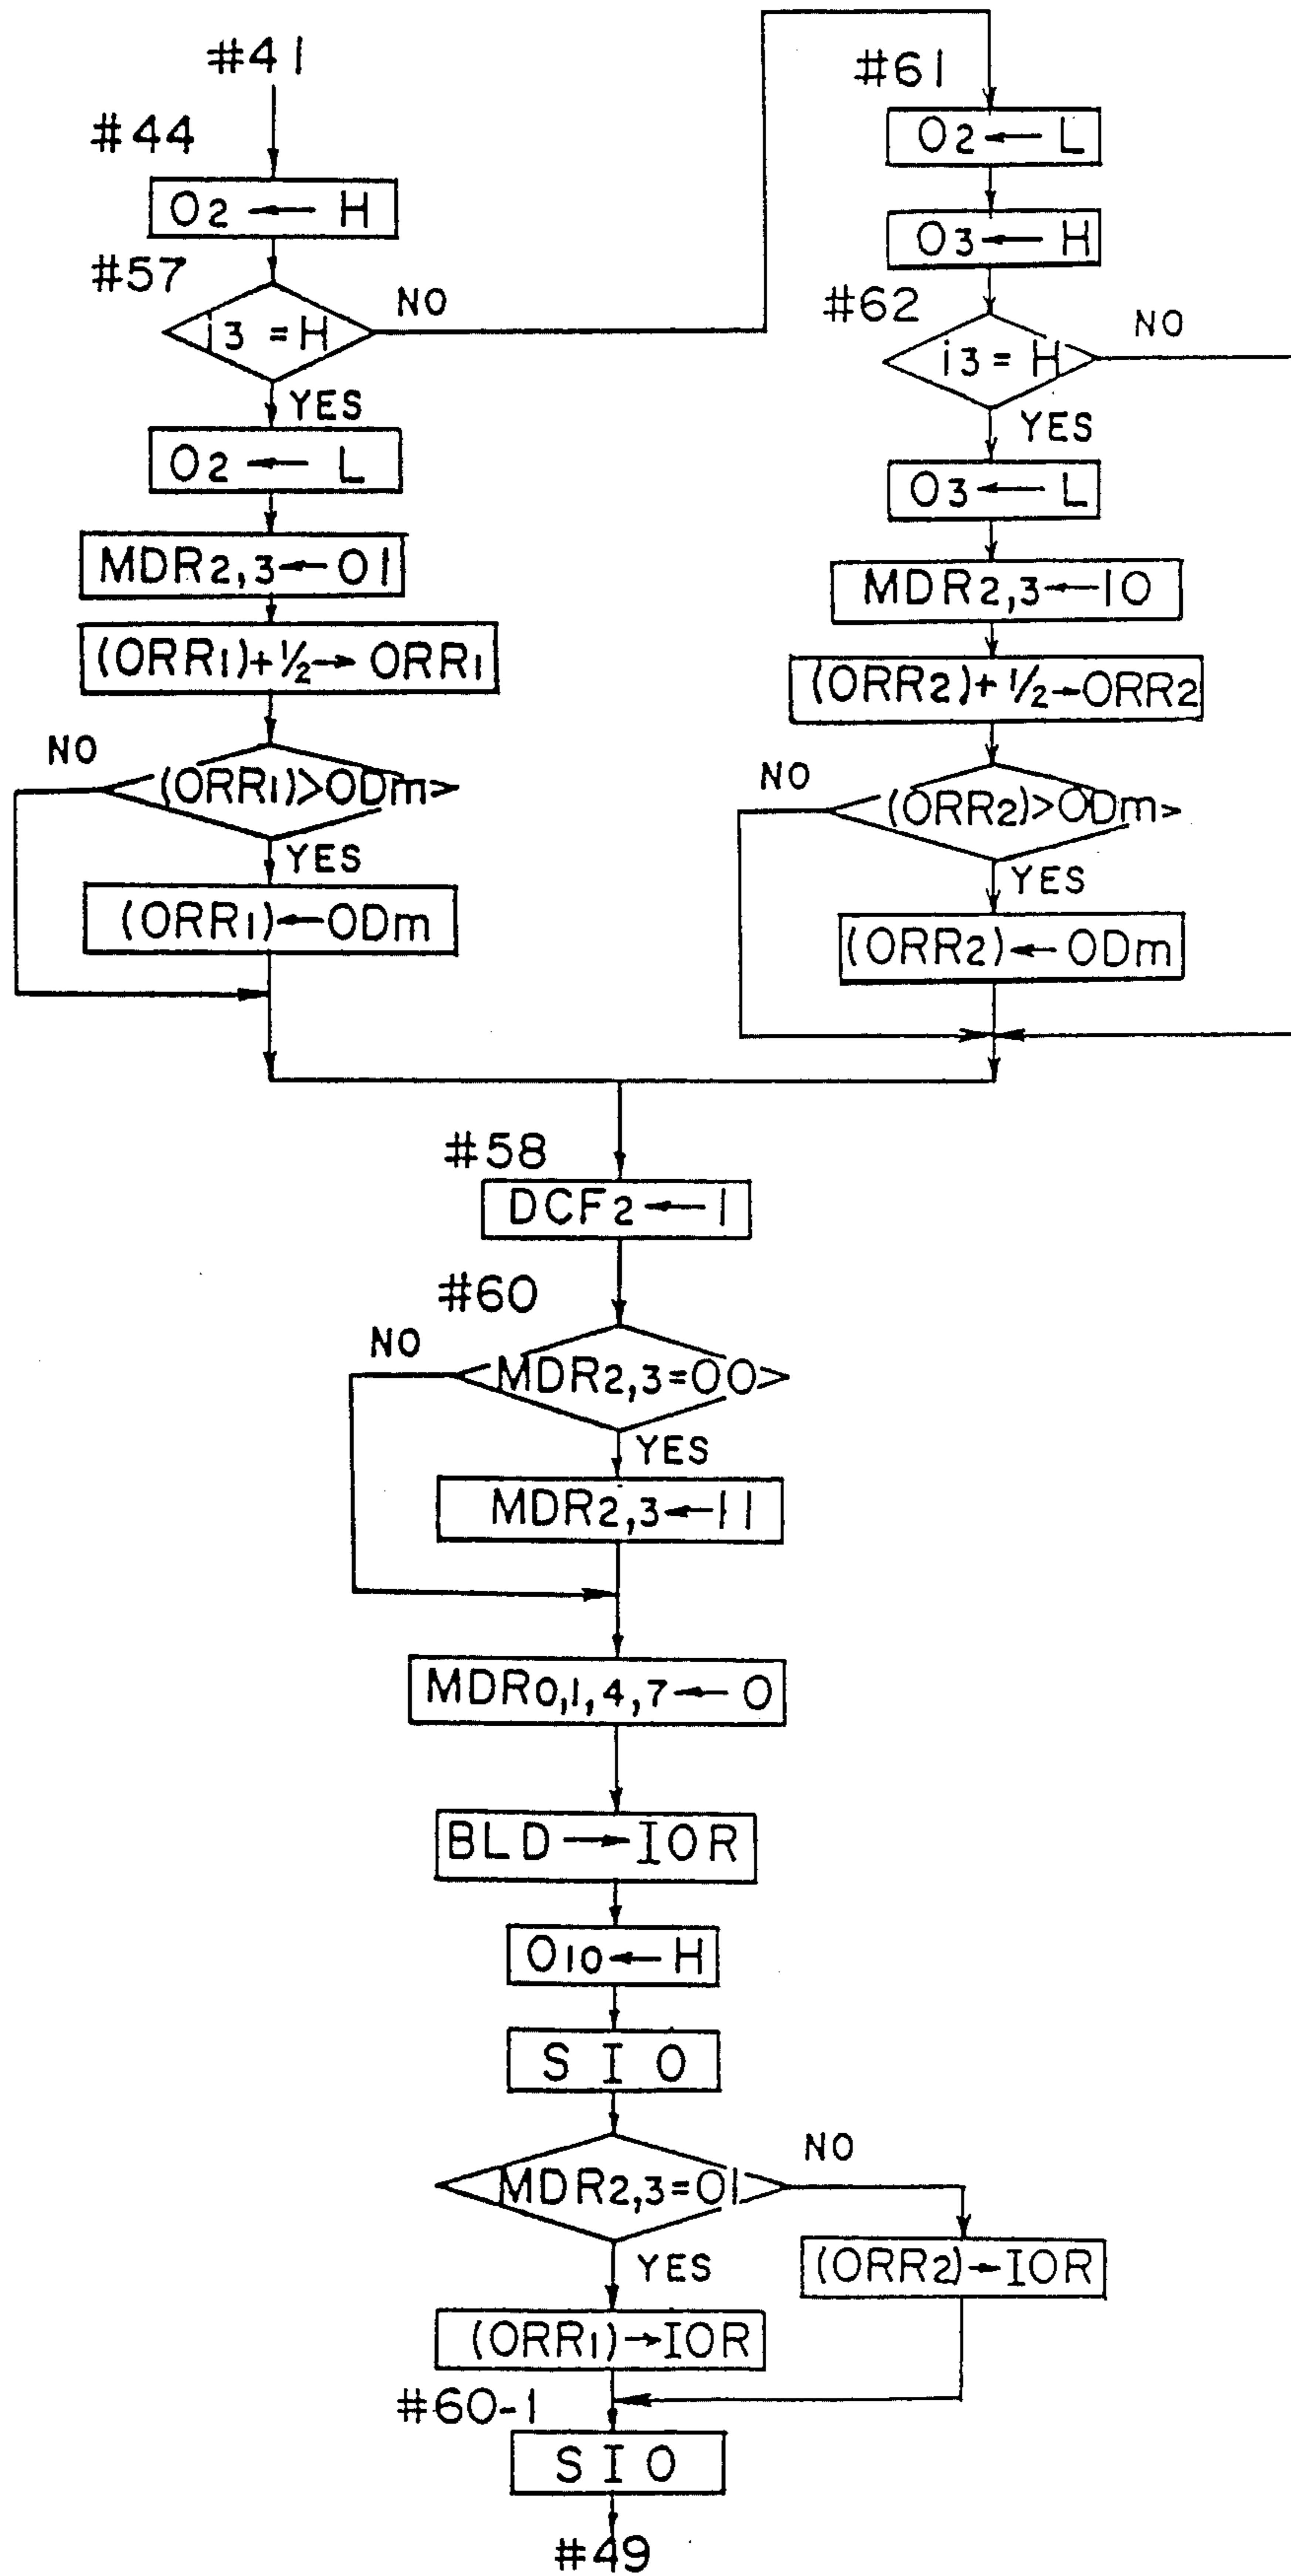 #41
#44
O2 ← H
#57
i3 = H
NO
YES
O2 ← L
MDR2,3 ← 01
(ORR1)+½ → ORR1
NO
(ORR1)>ODm
YES
(ORR1) ← ODm
#61
O2 ← L
O3 ← H
#62
NO
i3 = H
YES
O3 ← L
MDR2,3 ← 10
(ORR2)+½ → ORR2
NO
(ORR2)>ODm
YES
(ORR2) ← ODm
#58
DCF2 ← 1
#60
NO
MDR2,3=00
YES
MDR2,3 ← 11
MDR0,1,4,7 ← 0
BLD → IOR
O10 ← H
SIO
NO
MDR2,3=01
YES
(ORR2) → IOR
(ORR1) → IOR
#60-1
SIO
#49